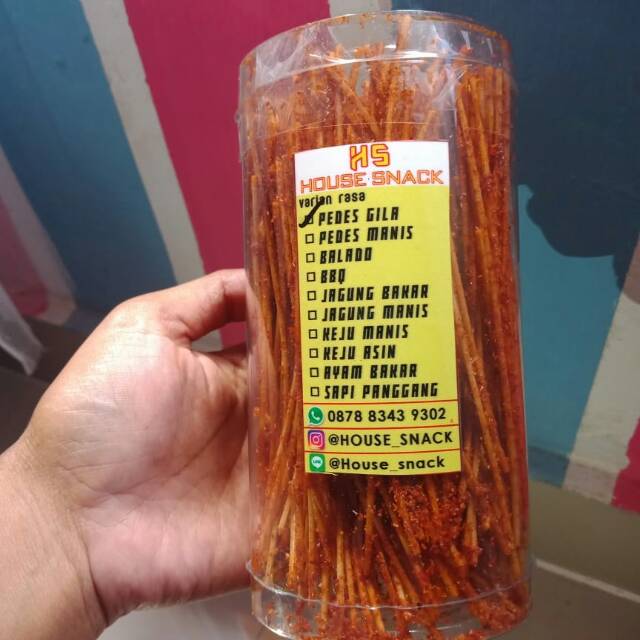 HS
HOUSE SNACK
varian rasa
PEDES GILA
PEDES MANIS
BALADO
BBQ
JAGUNG BAKAR
JAGUNG MANIS
KEJU MANIS
KEJU ASIN
AYAM BAKAR
SAPI PANGGANG
0878 8343 9302
@HOUSE_SNACK
@House_snack